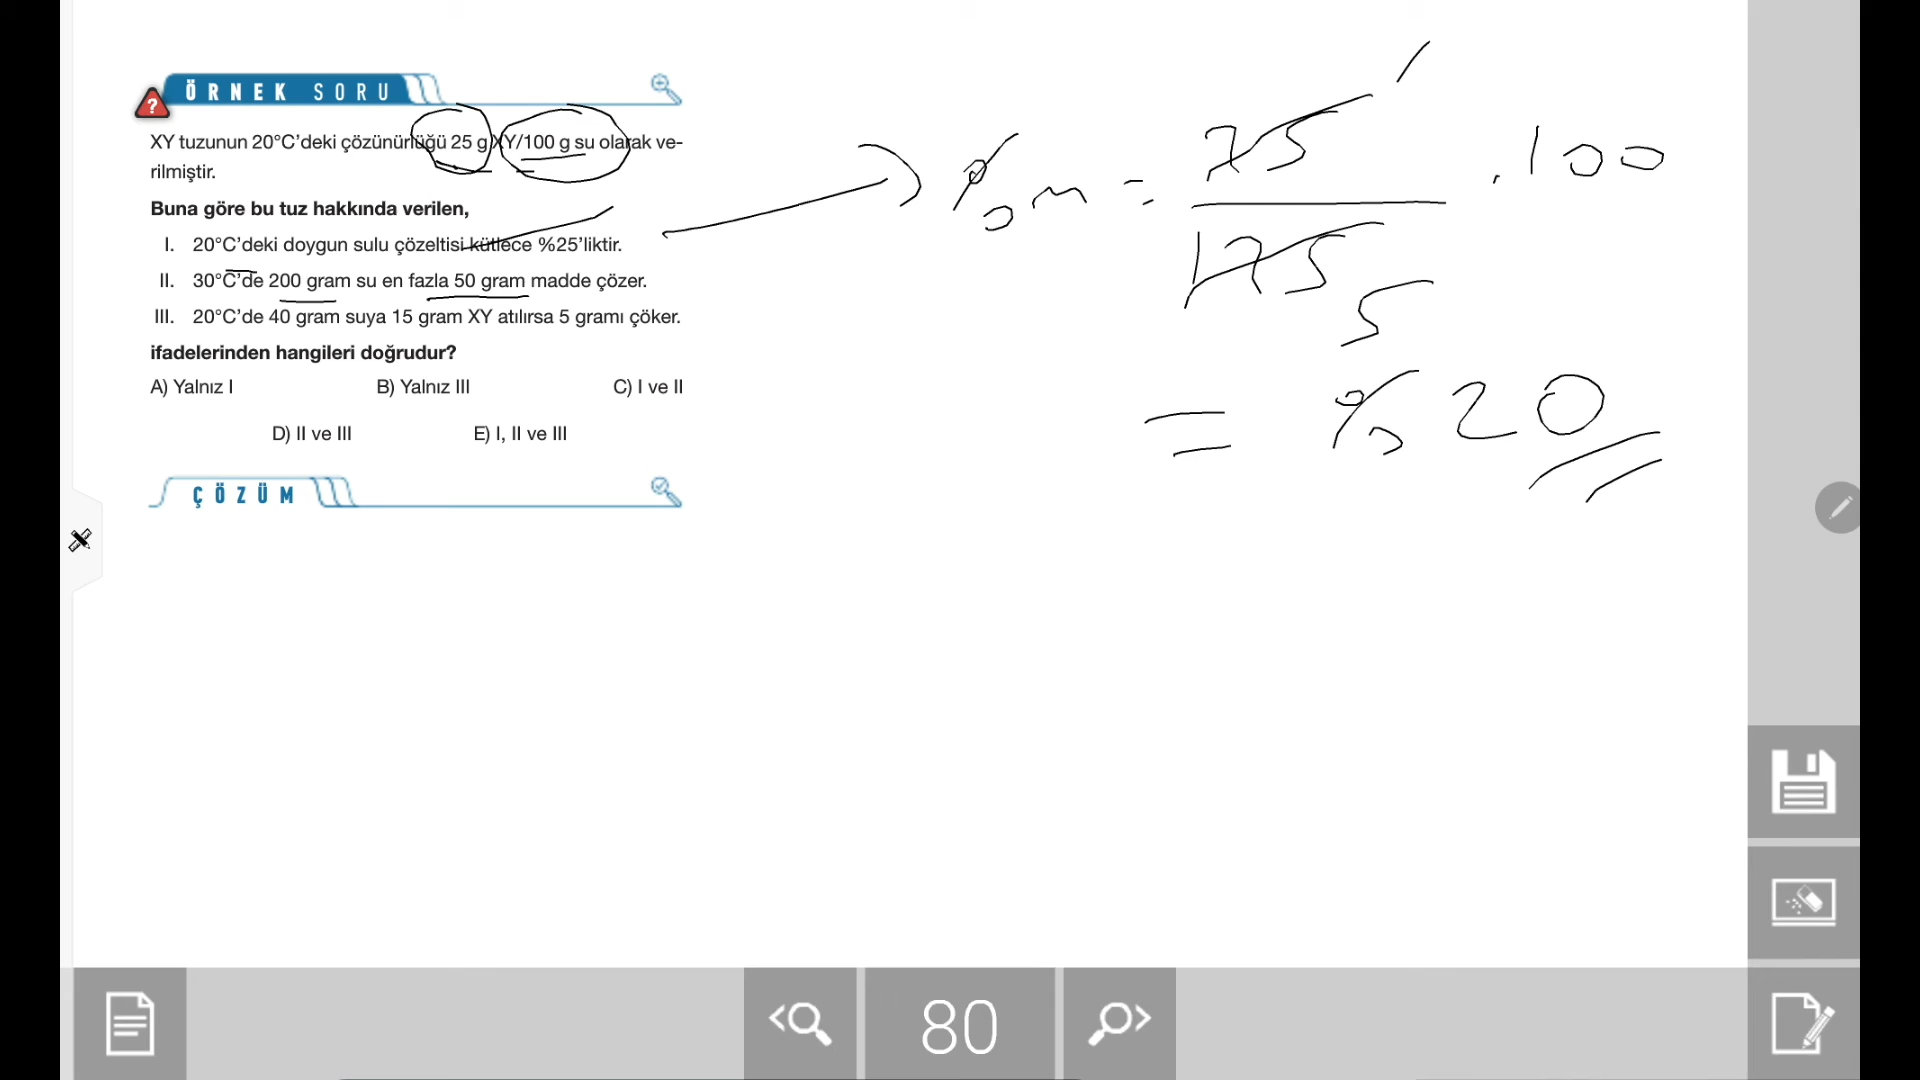 ÖRNEK SORU
XY tuzunun 20°C'deki çözünürlüğü 25 g XY/100 g su olarak ve-
rilmiştir.
Buna göre bu tuz hakkında verilen,
I. 20°C'deki doygun sulu çözeltisi kütlece %25'liktir.
II. 30°C'de 200 gram su en fazla 50 gram madde çözer.
III. 20°C'de 40 gram suya 15 gram XY atılırsa 5 gramı çöker.
ifadelerinden hangileri doğrudur?
A) Yalnız I B) Yalnız III C) I ve II
D) II ve III E) I, II ve III
ÇÖZÜM
%m = 25 / 125 . 100
5
= %20
80